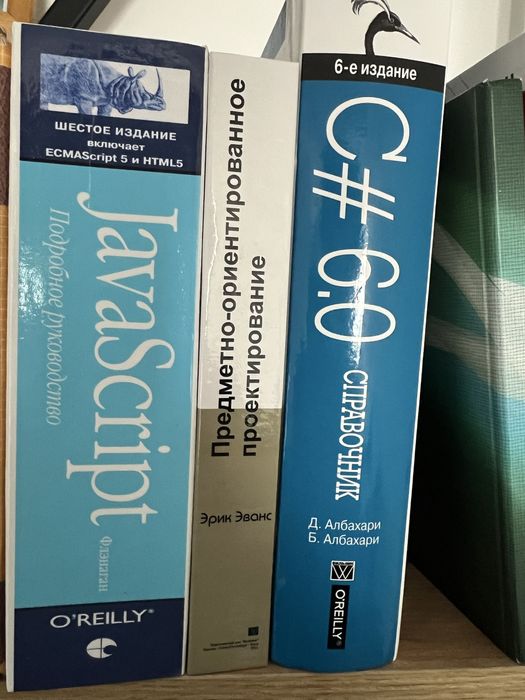 ШЕСТОЕ ИЗДАНИЕ
включает
ECMAScript 5 и HTML5
JavaScript
Подробное руководство
Флэнаган
O'REILLY®
Предметно-ориентированное
проектирование
Эрик Эванс
6-е издание
C# 6.0
СПРАВОЧНИК
Д. Албахари
Б. Албахари
O'REILLY®